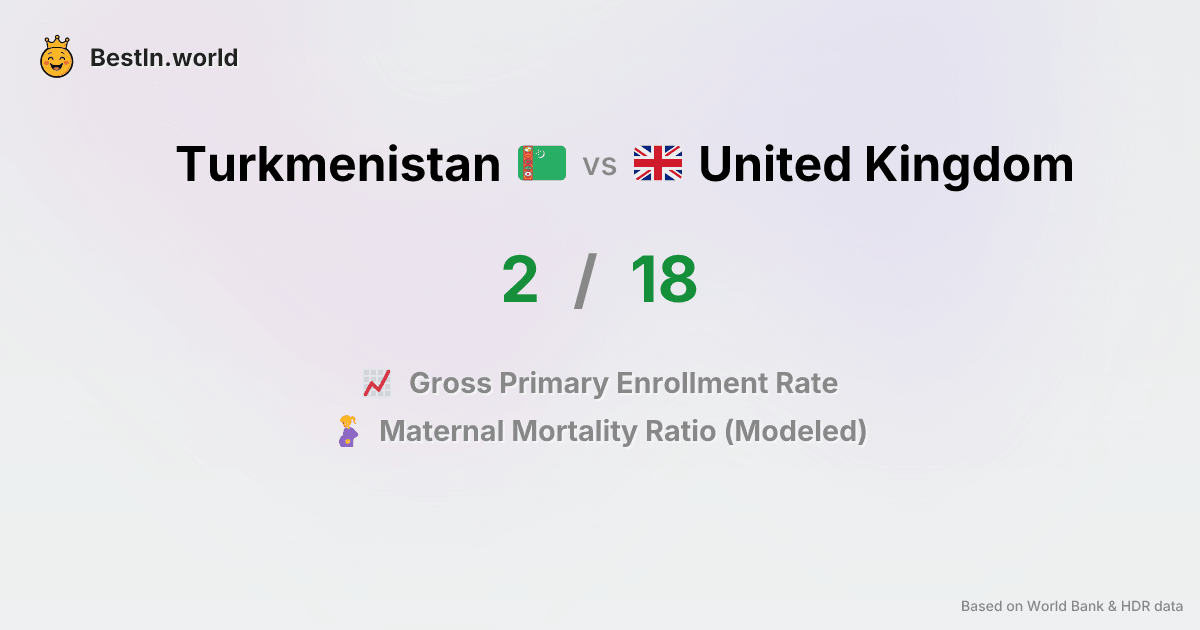 BestIn.world
Turkmenistan vs United Kingdom
2 / 18
Gross Primary Enrollment Rate
Maternal Mortality Ratio (Modeled)
Based on World Bank & HDR data